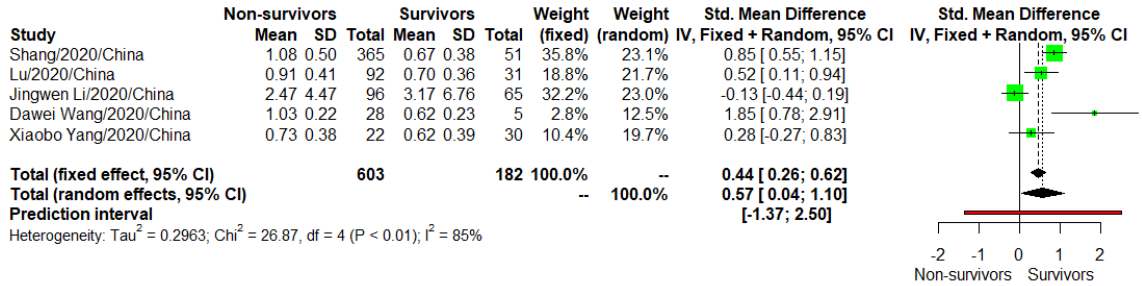 Non-survivors Survivors Weight Weight Std. Mean Difference Std. Mean Difference
Study Mean SD Total Mean SD Total (fixed) (random) IV, Fixed + Random, 95% CI IV, Fixed + Random, 95% CI
Shang/2020/China 1.08 0.50 365 0.67 0.38 51 35.8% 23.1% 0.85 [ 0.55; 1.15]
Lu/2020/China 0.91 0.41 92 0.70 0.36 31 18.8% 21.7% 0.52 [ 0.11; 0.94]
Jingwen Li/2020/China 2.47 4.47 96 3.17 6.76 65 32.2% 23.0% -0.13 [-0.44; 0.19]
Dawei Wang/2020/China 1.03 0.22 28 0.62 0.23 5 2.8% 12.5% 1.85 [ 0.78; 2.91]
Xiaobo Yang/2020/China 0.73 0.38 22 0.62 0.39 30 10.4% 19.7% 0.28 [-0.27; 0.83]
Total (fixed effect, 95% CI) 603 182 100.0% -- 0.44 [ 0.26; 0.62]
Total (random effects, 95% CI) -- 100.0% 0.57 [ 0.04; 1.10]
Prediction interval [-1.37; 2.50]
Heterogeneity: Tau² = 0.2963; Chi² = 26.87, df = 4 (P < 0.01); I² = 85%
-2 -1 0 1 2
Non-survivors Survivors